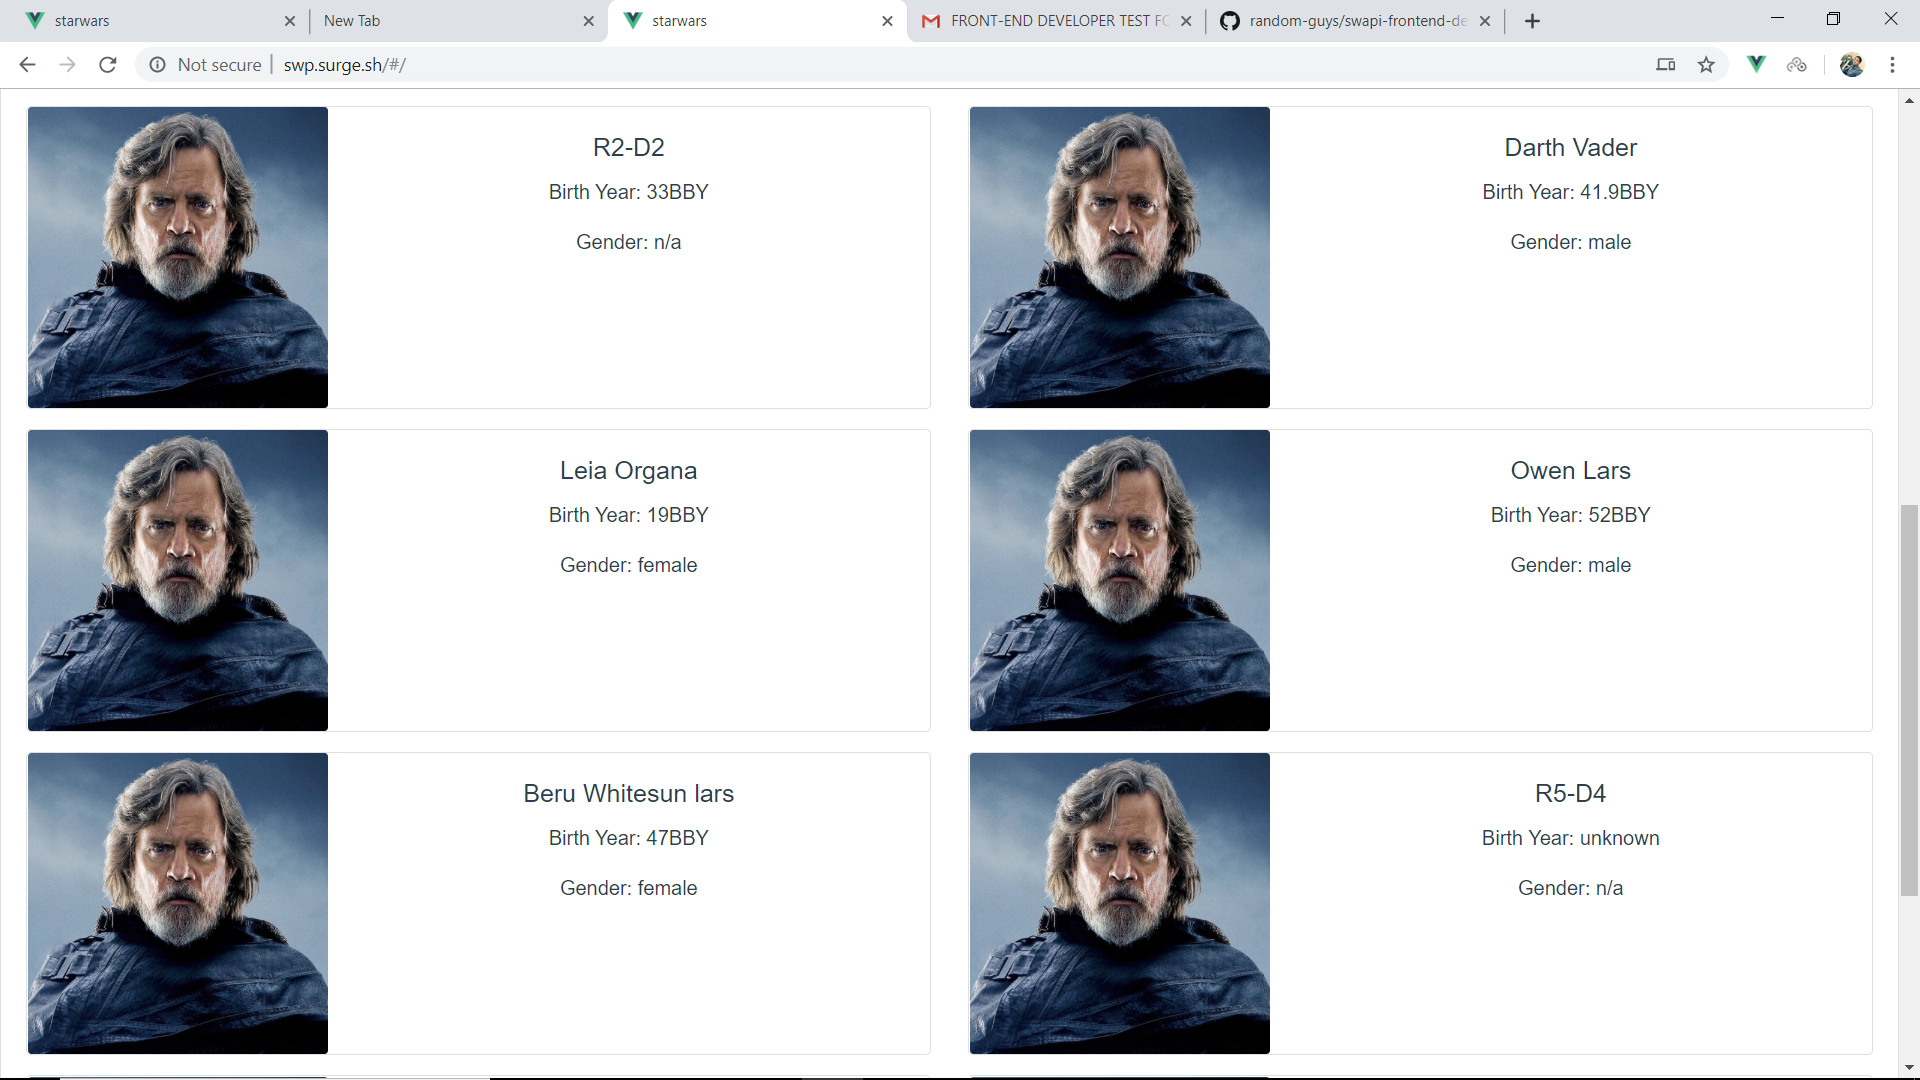 starwars
New Tab
starwars
FRONT-END DEVELOPER TEST FC
random-guys/swapi-frontend-de
Not secure
swp.surge.sh/#/
R2-D2
Birth Year: 33BBY
Gender: n/a
Darth Vader
Birth Year: 41.9BBY
Gender: male
Leia Organa
Birth Year: 19BBY
Gender: female
Owen Lars
Birth Year: 52BBY
Gender: male
Beru Whitesun lars
Birth Year: 47BBY
Gender: female
R5-D4
Birth Year: unknown
Gender: n/a